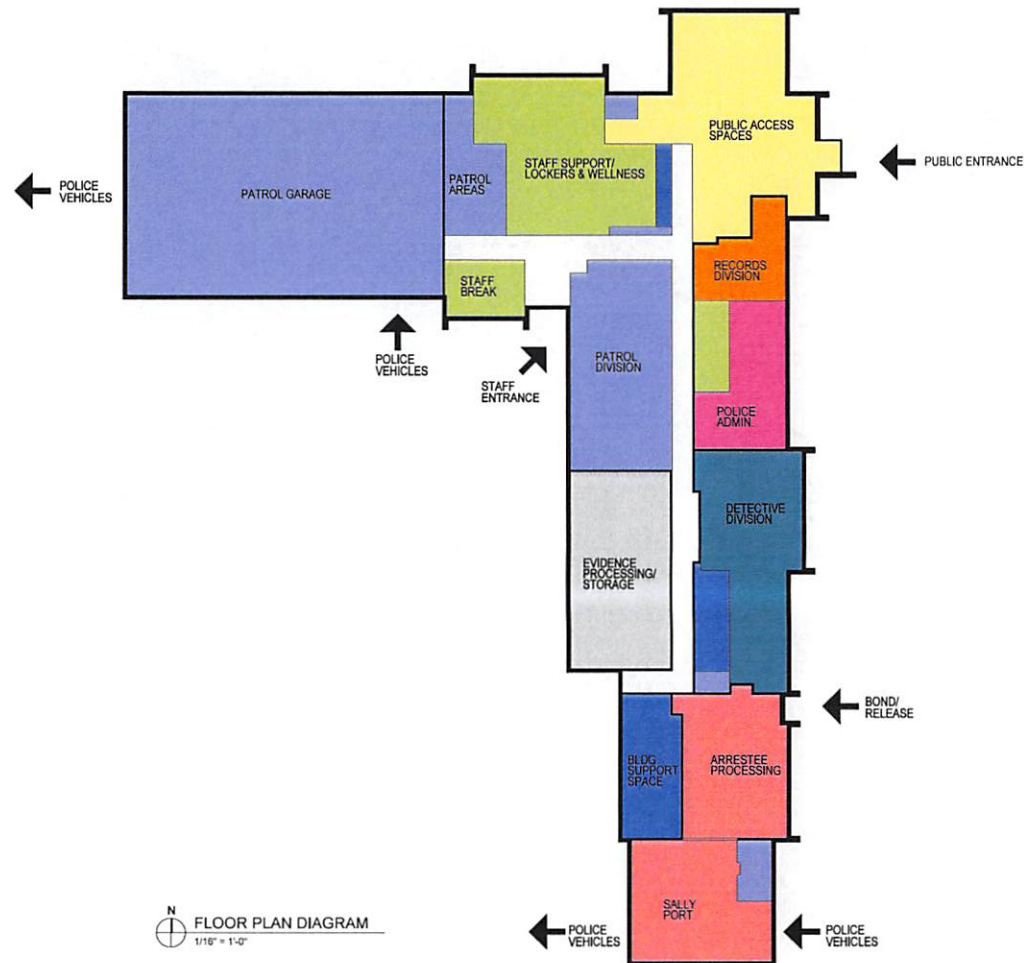 PUBLIC ACCESS
SPACES
PUBLIC ENTRANCE
STAFF SUPPORT/
LOCKERS & WELLNESS
PATROL
AREAS
PATROL GARAGE
POLICE
VEHICLES
RECORDS
DIVISION
STAFF
BREAK
POLICE
VEHICLES
STAFF
ENTRANCE
PATROL
DIVISION
POLICE
ADMIN.
DETECTIVE
DIVISION
EVIDENCE
PROCESSING/
STORAGE
BOND/
RELEASE
BLDG
SUPPORT
SPACE
ARRESTEE
PROCESSING
SALLY
PORT
POLICE
VEHICLES
POLICE
VEHICLES
N
FLOOR PLAN DIAGRAM
1/16" = 1'-0"